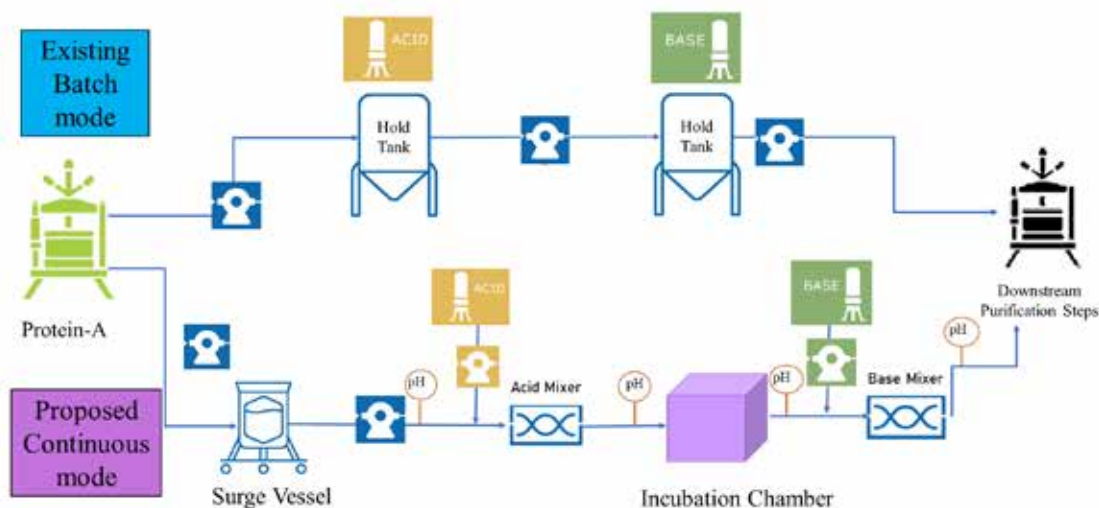 Existing
Batch
mode
ACID
BASE
Hold
Tank
Hold
Tank
Protein-A
Downstream
Purification Steps
Proposed
Continuous
mode
ACID
BASE
pH
Acid Mixer
pH
pH
Base Mixer
pH
Surge Vessel
Incubation Chamber